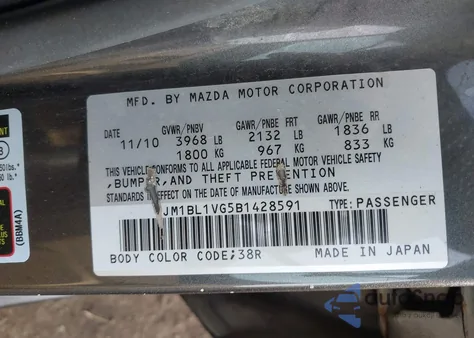 MFD. BY MAZDA MOTOR CORPORATION
GVWR/PNBV GAWR/PNBE FRT GAWR/PNBE RR
11/10 3968 LB 2132 LB 1836 LB
1800 KG 967 KG 833 KG
THIS VEHICLE CONFORMS TO ALL APPLICABLE FEDERAL MOTOR VEHICLE SAFETY
,BUMPER,AND THEFT PREVENTION
STANDARDS IN EFFECT ON THE DATE OF MANUFACTURE SHOWN ABOVE.
JM1BL1VG5B1428591 TYPE: PASSENGER
BODY COLOR CODE;38R MADE IN JAPAN
(BBM4A)